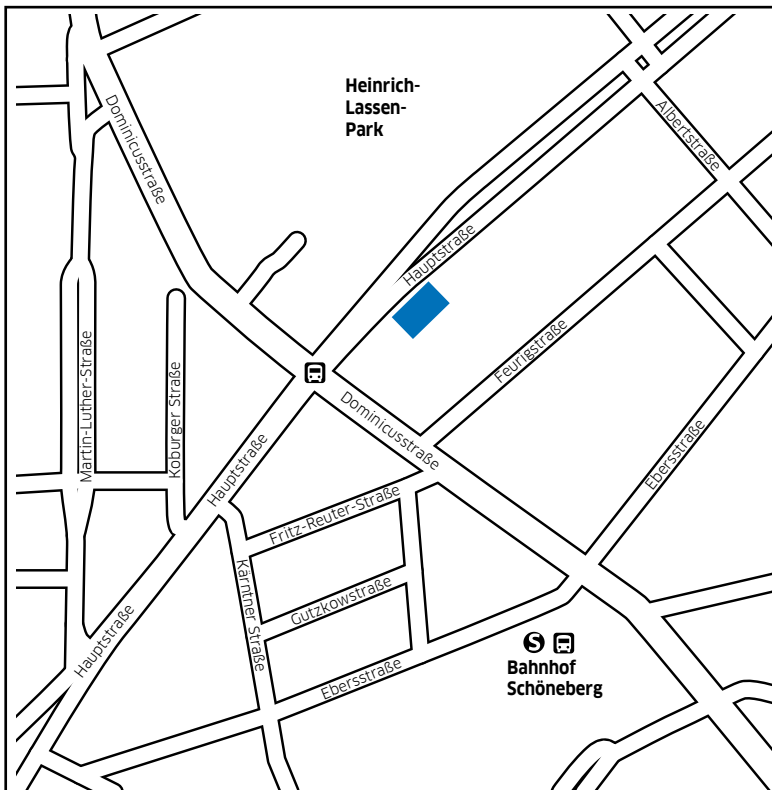 Heinrich-
Lassen-
Park
Dominicusstraße
Albertstraße
Hauptstraße
Feurigstraße
Martin-Luther-Straße
Koburger Straße
Dominicusstraße
Hauptstraße
Ebersstraße
Fritz-Reuter-Straße
Kärntner Straße
Gutzkowstraße
Hauptstraße
Ebersstraße
S
Bahnhof
Schöneberg